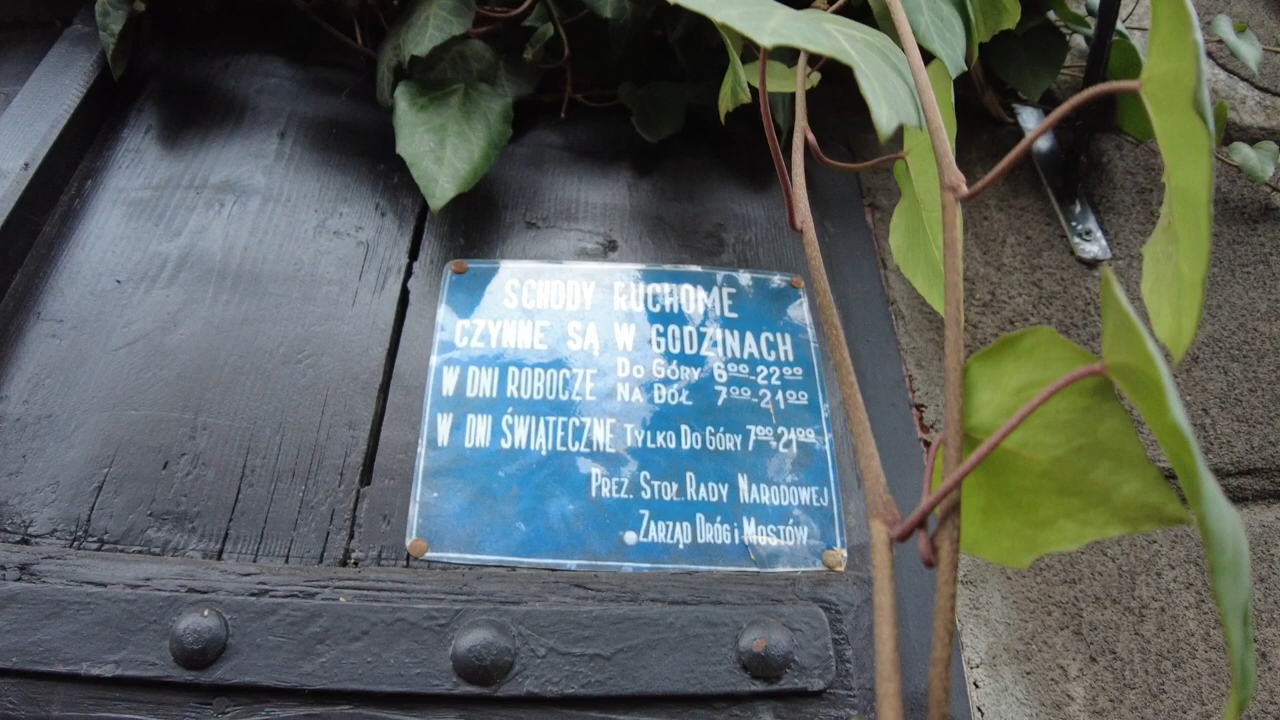 SCHODY RUCHOME
CZYNNE SĄ W GODZINACH
W DNI ROBOCZE DO GÓRY 6⁰⁰-22⁰⁰
NA DÓŁ 7⁰⁰-21⁰⁰
W DNI ŚWIĄTECZNE TYLKO DO GÓRY 7⁰⁰-21⁰⁰
PREZ. STOŁ. RADY NARODOWEJ
ZARZĄD DRÓG i MOSTÓW